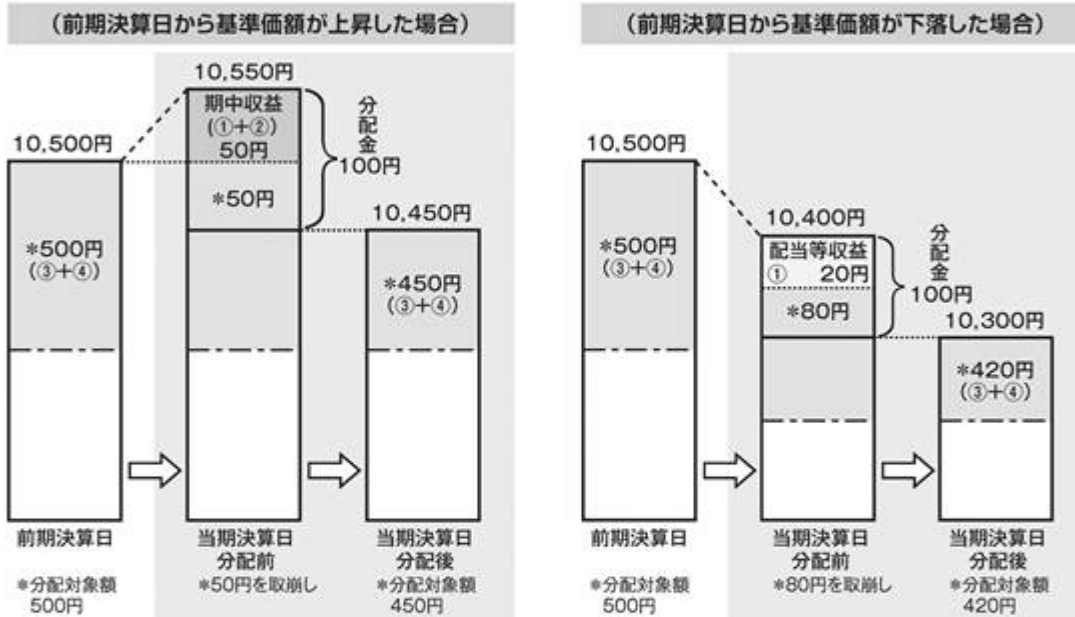 (前期決算日から基準価額が上昇した場合)
10,550円
期中収益
(①+②)
50円
*50円
分配金
100円
10,500円
*500円
(③+④)
10,450円
*450円
(③+④)
前期決算日
当期決算日
分配前
当期決算日
分配後
*分配対象額
500円
*50円を取崩し
*分配対象額
450円
(前期決算日から基準価額が下落した場合)
10,500円
*500円
(③+④)
10,400円
配当等収益
① 20円
*80円
分配金
100円
10,300円
*420円
(③+④)
前期決算日
当期決算日
分配前
当期決算日
分配後
*分配対象額
500円
*80円を取崩し
*分配対象額
420円